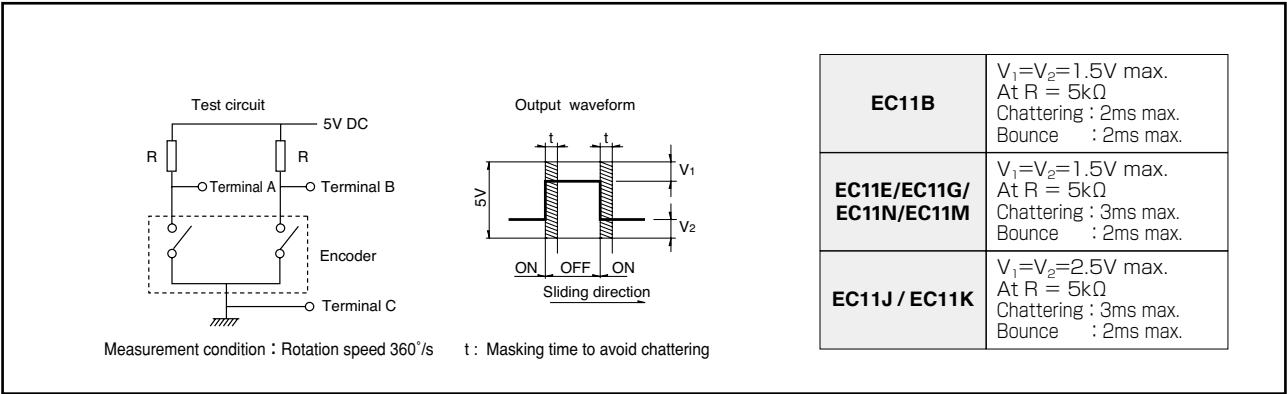 Test circuit
5V DC
R
R
Terminal A
Terminal B
Encoder
Terminal C
Measurement condition : Rotation speed 360˚/s
Output waveform
t
t
5V
V1
V2
ON
OFF
ON
Sliding direction
t : Masking time to avoid chattering
EC11B
V₁=V₂=1.5V max.
At R = 5kΩ
Chattering : 2ms max.
Bounce : 2ms max.
EC11E/EC11G/
EC11N/EC11M
V₁=V₂=1.5V max.
At R = 5kΩ
Chattering : 3ms max.
Bounce : 2ms max.
EC11J / EC11K
V₁=V₂=2.5V max.
At R = 5kΩ
Chattering : 3ms max.
Bounce : 2ms max.